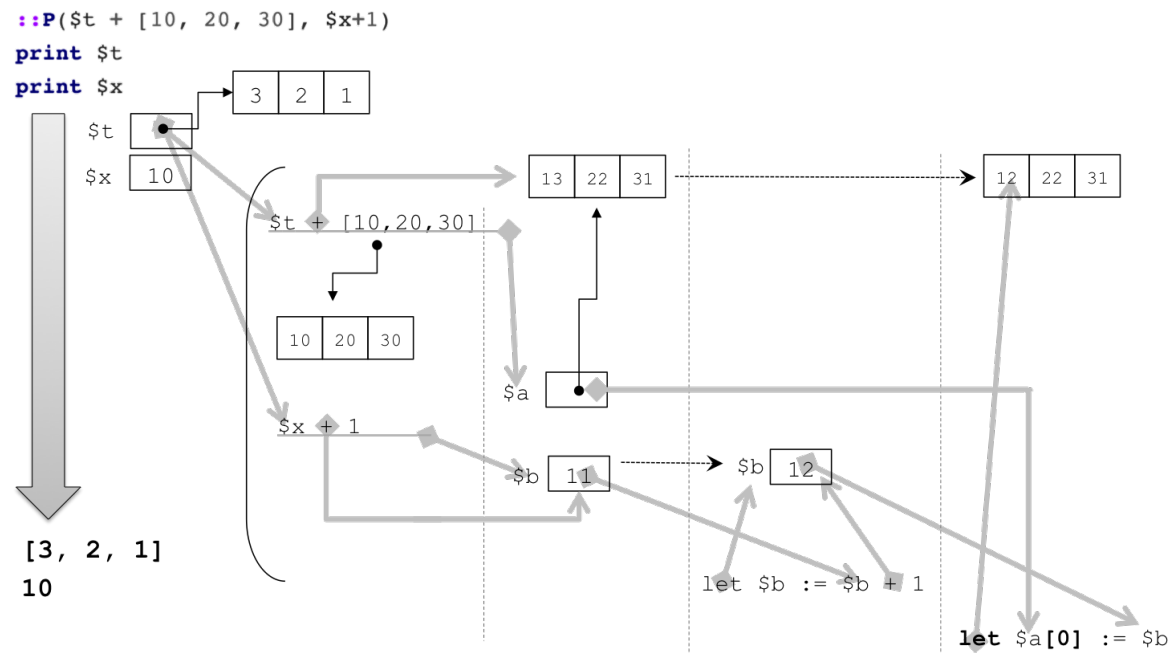 ::P($t + [10, 20, 30], $x+1)
print $t
print $x
3 2 1
$t
$x 10
13 22 31
12 22 31
$t + [10,20,30]
10 20 30
$a
$x + 1
$b 11
$b 12
[3, 2, 1]
10
let $b := $b + 1
let $a[0] := $b